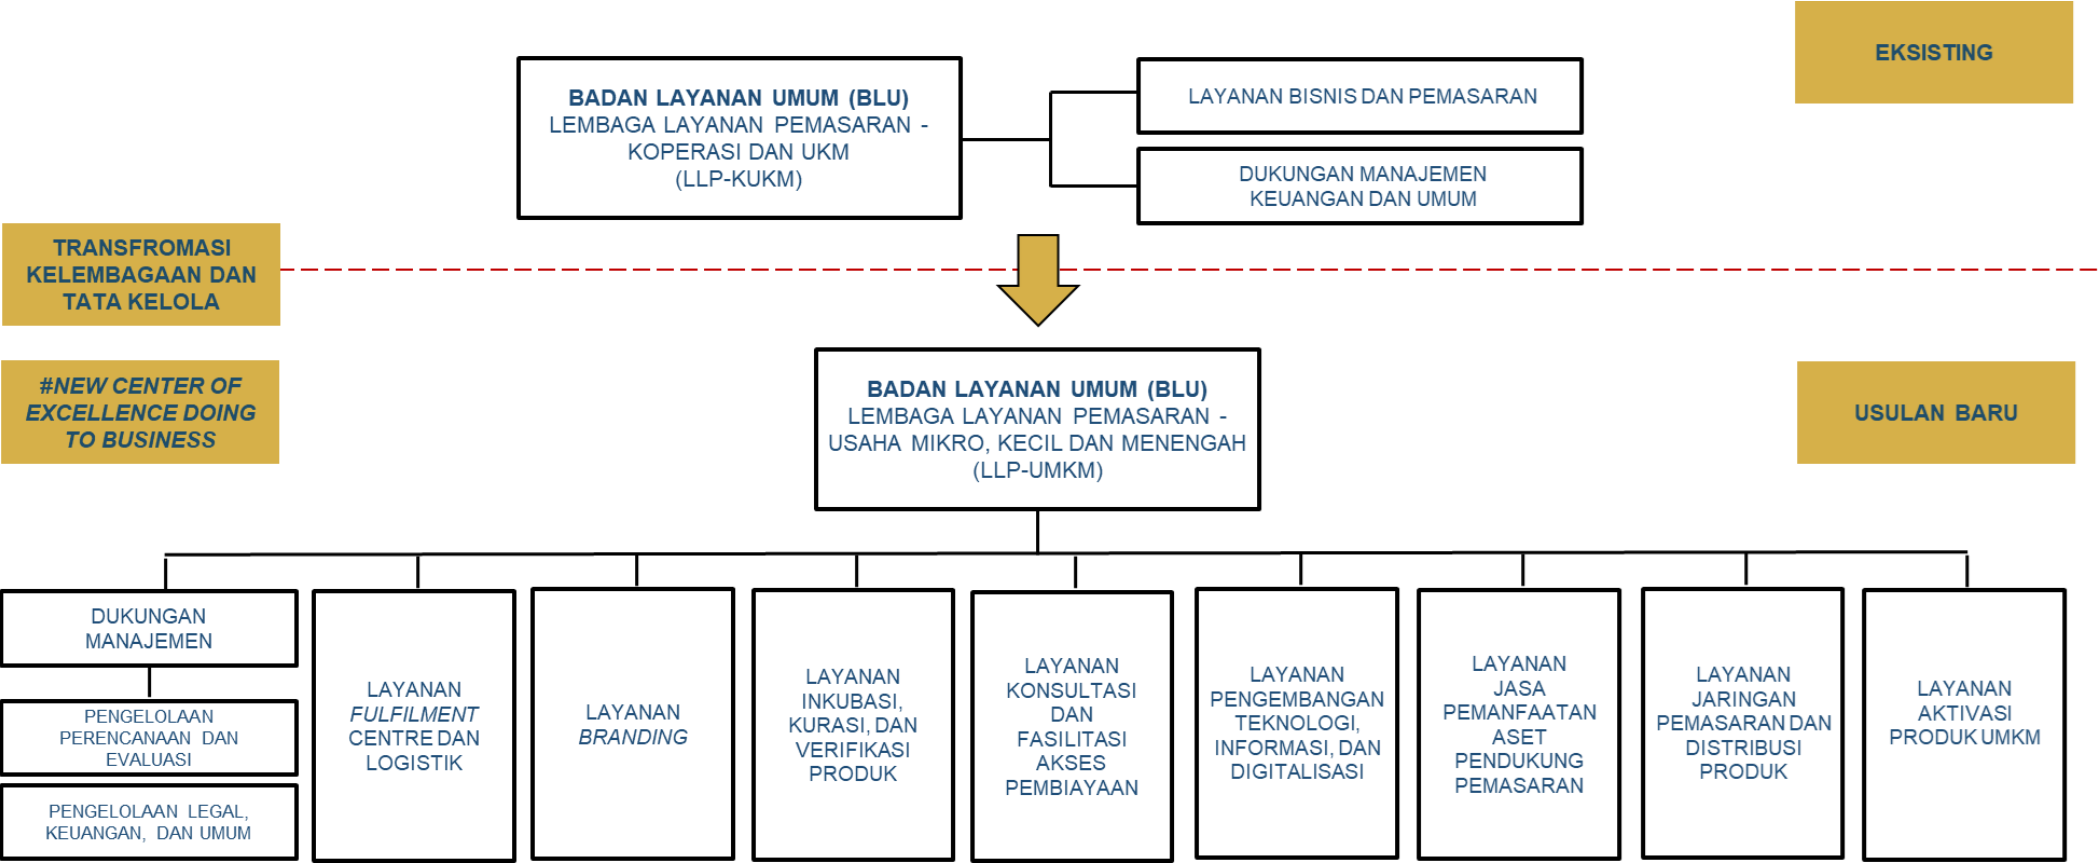 EKSISTING
BADAN LAYANAN UMUM (BLU)
LEMBAGA LAYANAN PEMASARAN -
KOPERASI DAN UKM
(LLP-KUKM)
LAYANAN BISNIS DAN PEMASARAN
DUKUNGAN MANAJEMEN
KEUANGAN DAN UMUM
TRANSFROMASI
KELEMBAGAAN DAN
TATA KELOLA
#NEW CENTER OF
EXCELLENCE DOING
TO BUSINESS
BADAN LAYANAN UMUM (BLU)
LEMBAGA LAYANAN PEMASARAN -
USAHA MIKRO, KECIL DAN MENENGAH
(LLP-UMKM)
USULAN BARU
DUKUNGAN
MANAJEMEN
PENGELOLAAN
PERENCANAAN DAN
EVALUASI
PENGELOLAAN LEGAL,
KEUANGAN, DAN UMUM
LAYANAN
FULFILMENT
CENTRE DAN
LOGISTIK
LAYANAN
BRANDING
LAYANAN
INKUBASI,
KURASI, DAN
VERIFIKASI
PRODUK
LAYANAN
KONSULTASI
DAN
FASILITASI
AKSES
PEMBIAYAAN
LAYANAN
PENGEMBANGAN
TEKNOLOGI,
INFORMASI, DAN
DIGITALISASI
LAYANAN
JASA
PEMANFAATAN
ASET
PENDUKUNG
PEMASARAN
LAYANAN
JARINGAN
PEMASARAN DAN
DISTRIBUSI
PRODUK
LAYANAN
AKTIVASI
PRODUK UMKM